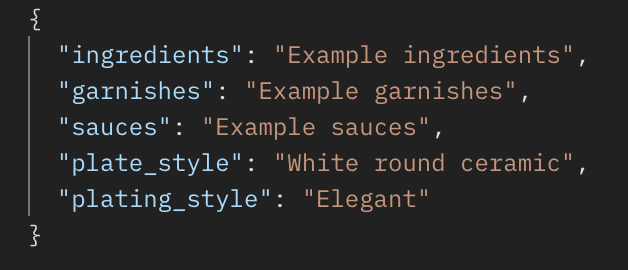 {
"ingredients": "Example ingredients",
"garnishes": "Example garnishes",
"sauces": "Example sauces",
"plate_style": "White round ceramic",
"plating_style": "Elegant"
}